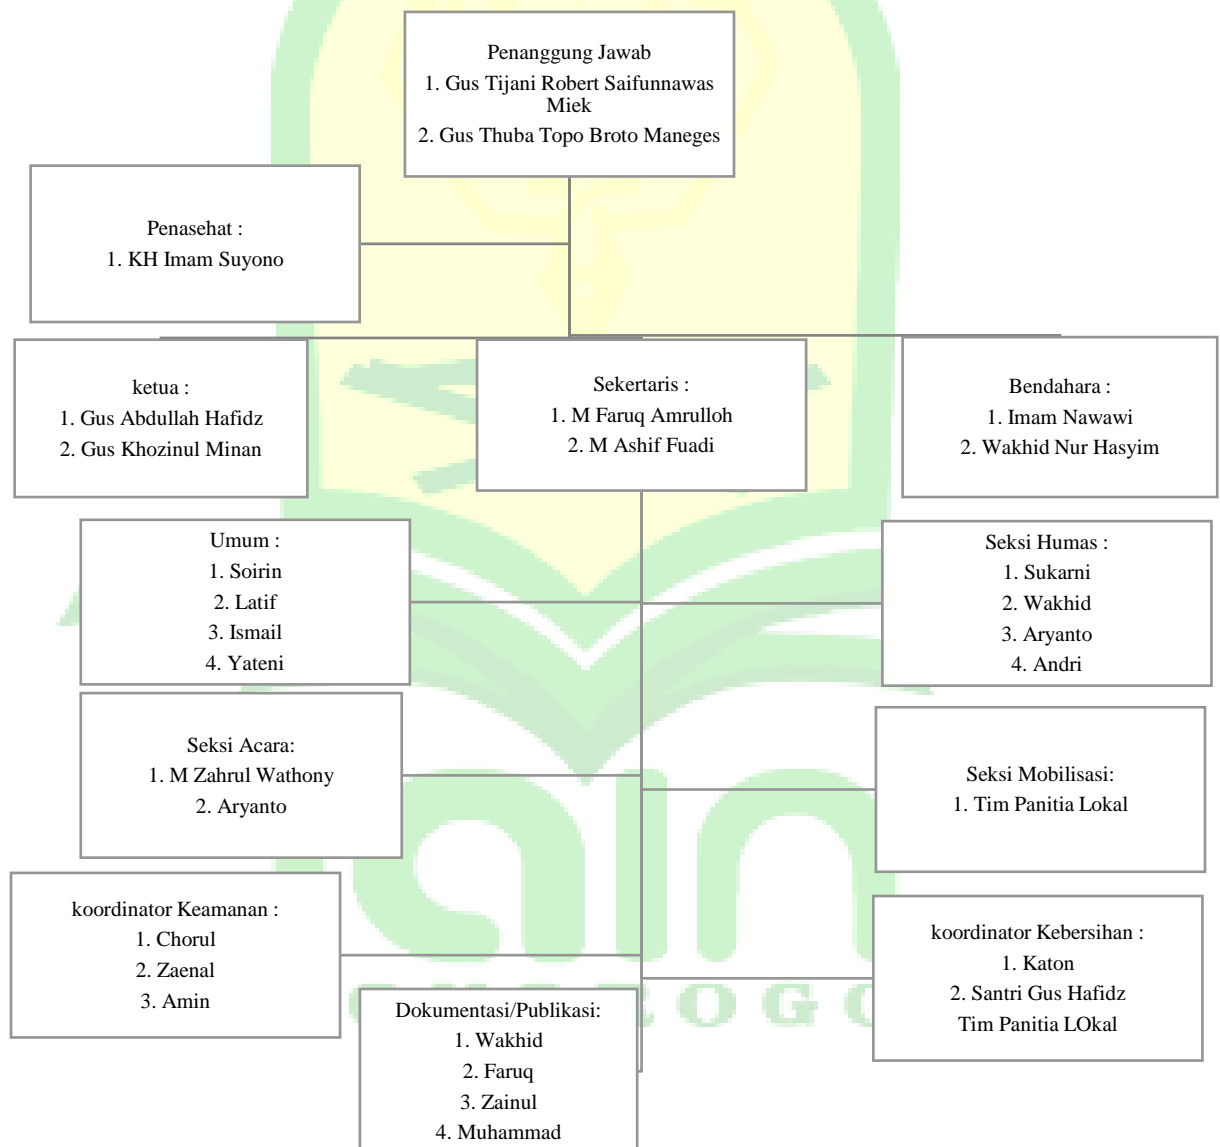 Penanggung Jawab
1. Gus Tijani Robert Saifunnawas
Miek
2. Gus Thuba Topo Broto Maneges
Penasehat :
1. KH Imam Suyono
ketua :
1. Gus Abdullah Hafidz
2. Gus Khozinul Minan
Sekertaris :
1. M Faruq Amrulloh
2. M Ashif Fuadi
Bendahara :
1. Imam Nawawi
2. Wakhid Nur Hasyim
Umum :
1. Soirin
2. Latif
3. Ismail
4. Yateni
Seksi Humas :
1. Sukarni
2. Wakhid
3. Aryanto
4. Andri
Seksi Acara:
1. M Zahrul Wathony
2. Aryanto
Seksi Mobilisasi:
1. Tim Panitia Lokal
koordinator Keamanan :
1. Chorul
2. Zaenal
3. Amin
koordinator Kebersihan :
1. Katon
2. Santri Gus Hafidz
Tim Panitia LOkal
Dokumentasi/Publikasi:
1. Wakhid
2. Faruq
3. Zainul
4. Muhammad